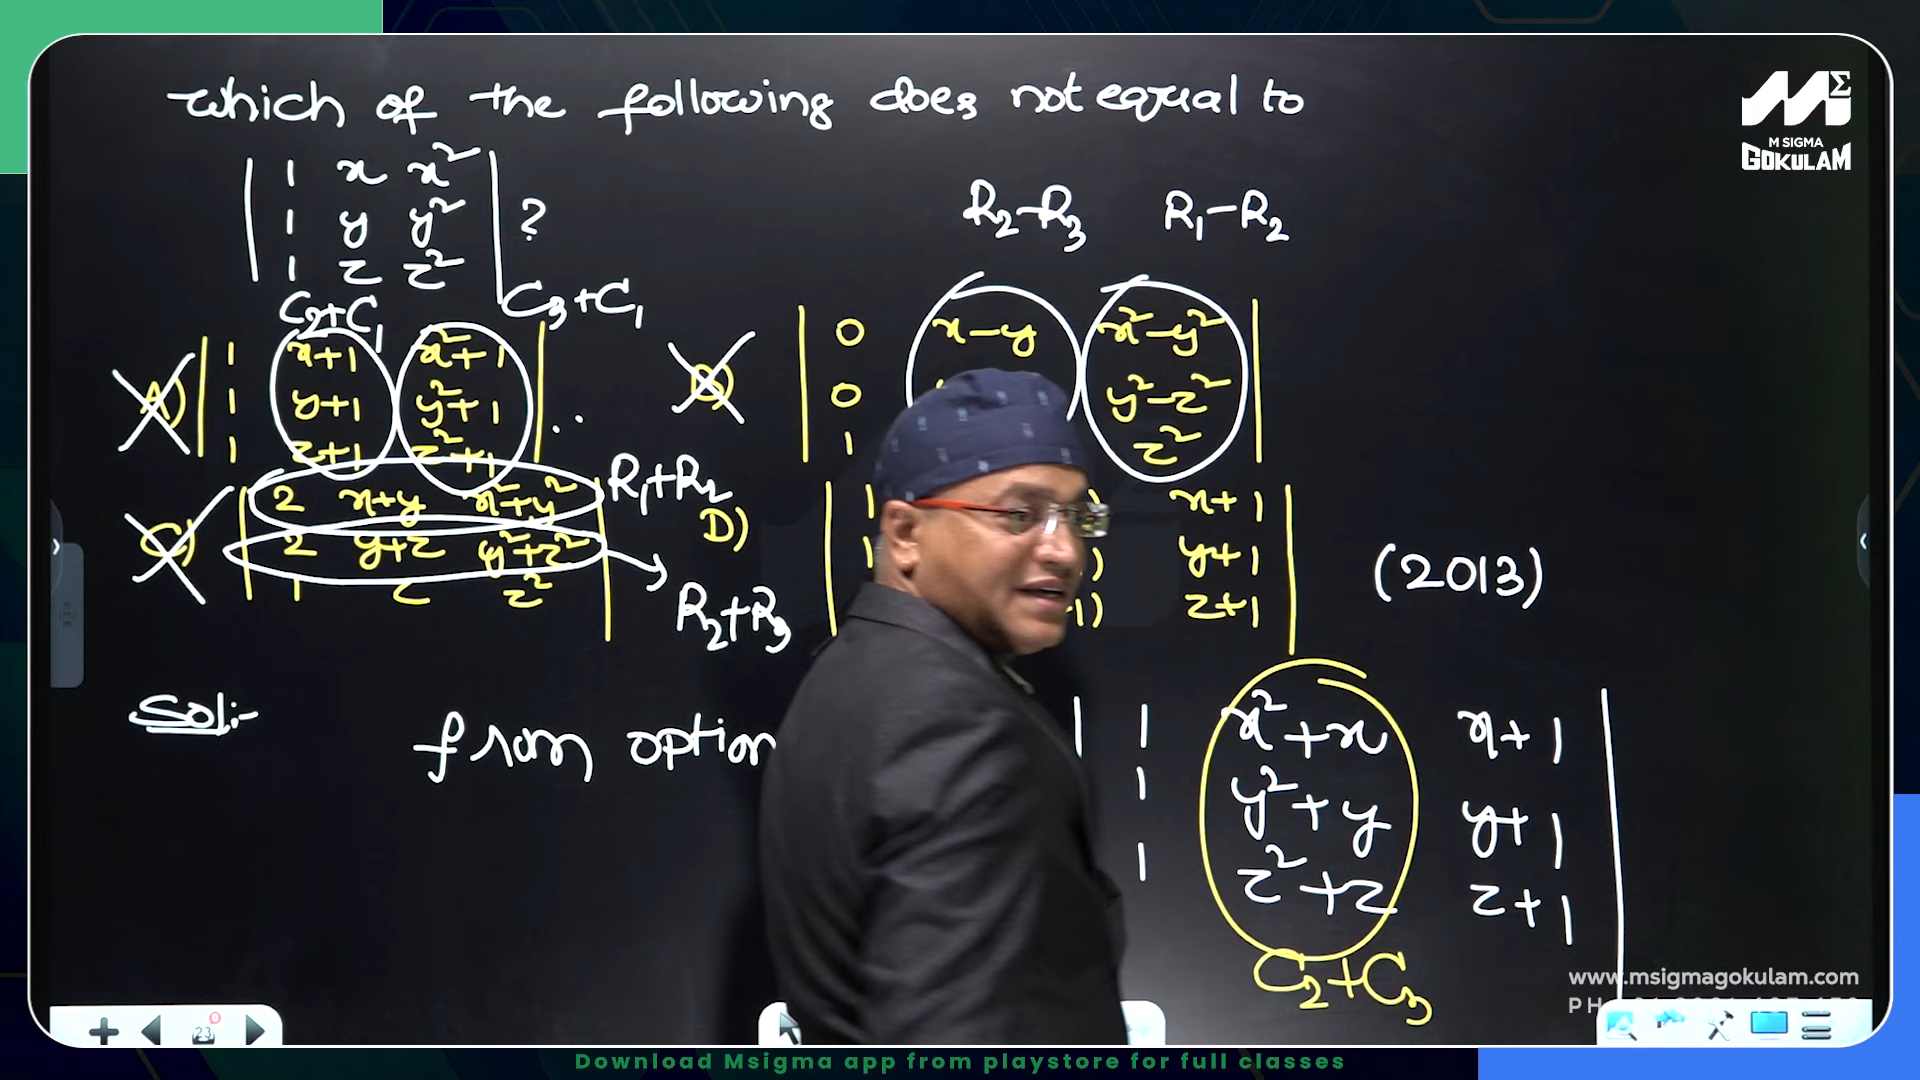 which of the following does not equal to
| 1 x x² |
| 1 y y² | ?
| 1 z z² |
C₂+C₁ C₃+C₁
A) | 1 x+1 x²+1 |
| 1 y+1 y²+1 | ..
| 1 z+1 z²+1 |
R₂-R₃ R₁-R₂
| 0 x-y x²-y² |
| 0 y²-z² |
| 1 z² |
C) | 2 x+y x²+y² | R₁+R₂
| 2 y+z y²+z² | → R₂+R₃
| 1 z z² |
D) | 1 ) x+1 |
| 1 ) y+1 |
| 1) z+1 |
(2013)
Sol:-
from option
| 1 x²+x x+1 |
| 1 y²+y y+1 |
| 1 z²+z z+1 |
C₂+C₃
M Σ
M SIGMA
GOKULAM
www.msigmagokulam.com
PH
23
Download Msigma app from playstore for full classes